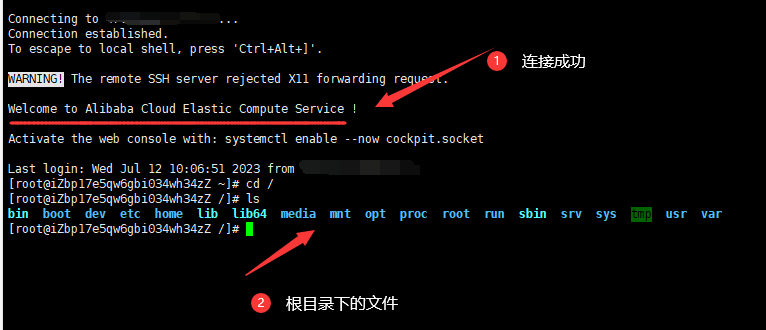 Connecting to ...
Connection established.
To escape to local shell, press 'Ctrl+Alt+]'.
WARNING! The remote SSH server rejected X11 forwarding request.
1 连接成功
Welcome to Alibaba Cloud Elastic Compute Service !
Activate the web console with: systemctl enable --now cockpit.socket
Last login: Wed Jul 12 10:06:51 2023 from
[root@iZbp17e5qw6gbi034wh34zZ ~]# cd /
[root@iZbp17e5qw6gbi034wh34zZ /]# ls
bin boot dev etc home lib lib64 media mnt opt proc root run sbin srv sys tmp usr var
[root@iZbp17e5qw6gbi034wh34zZ /]#
2 根目录下的文件